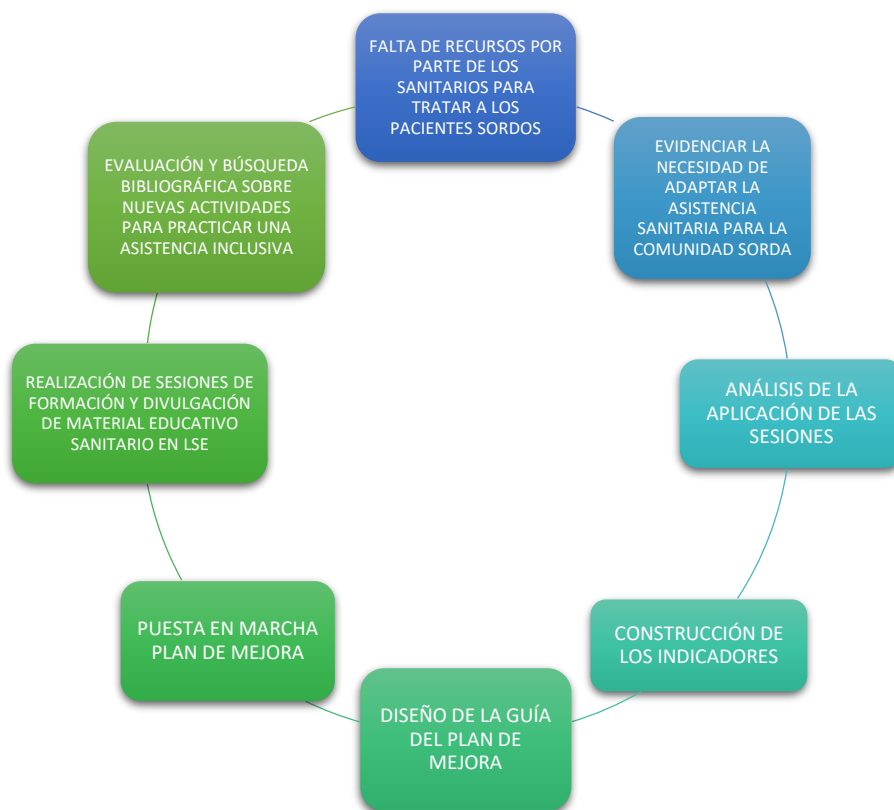 FALTA DE RECURSOS POR
PARTE DE LOS
SANITARIOS PARA
TRATAR A LOS
PACIENTES SORDOS
EVIDENCIAR LA
NECESIDAD DE
ADAPTAR LA
ASISTENCIA
SANITARIA PARA LA
COMUNIDAD SORDA
ANÁLISIS DE LA
APLICACIÓN DE LAS
SESIONES
CONSTRUCCIÓN DE
LOS INDICADORES
DISEÑO DE LA GUÍA
DEL PLAN DE
MEJORA
PUESTA EN MARCHA
PLAN DE MEJORA
REALIZACIÓN DE SESIONES DE
FORMACIÓN Y DIVULGACIÓN
DE MATERIAL EDUCATIVO
SANITARIO EN LSE
EVALUACIÓN Y BÚSQUEDA
BIBLIOGRÁFICA SOBRE
NUEVAS ACTIVIDADES
PARA PRACTICAR UNA
ASISTENCIA INCLUSIVA